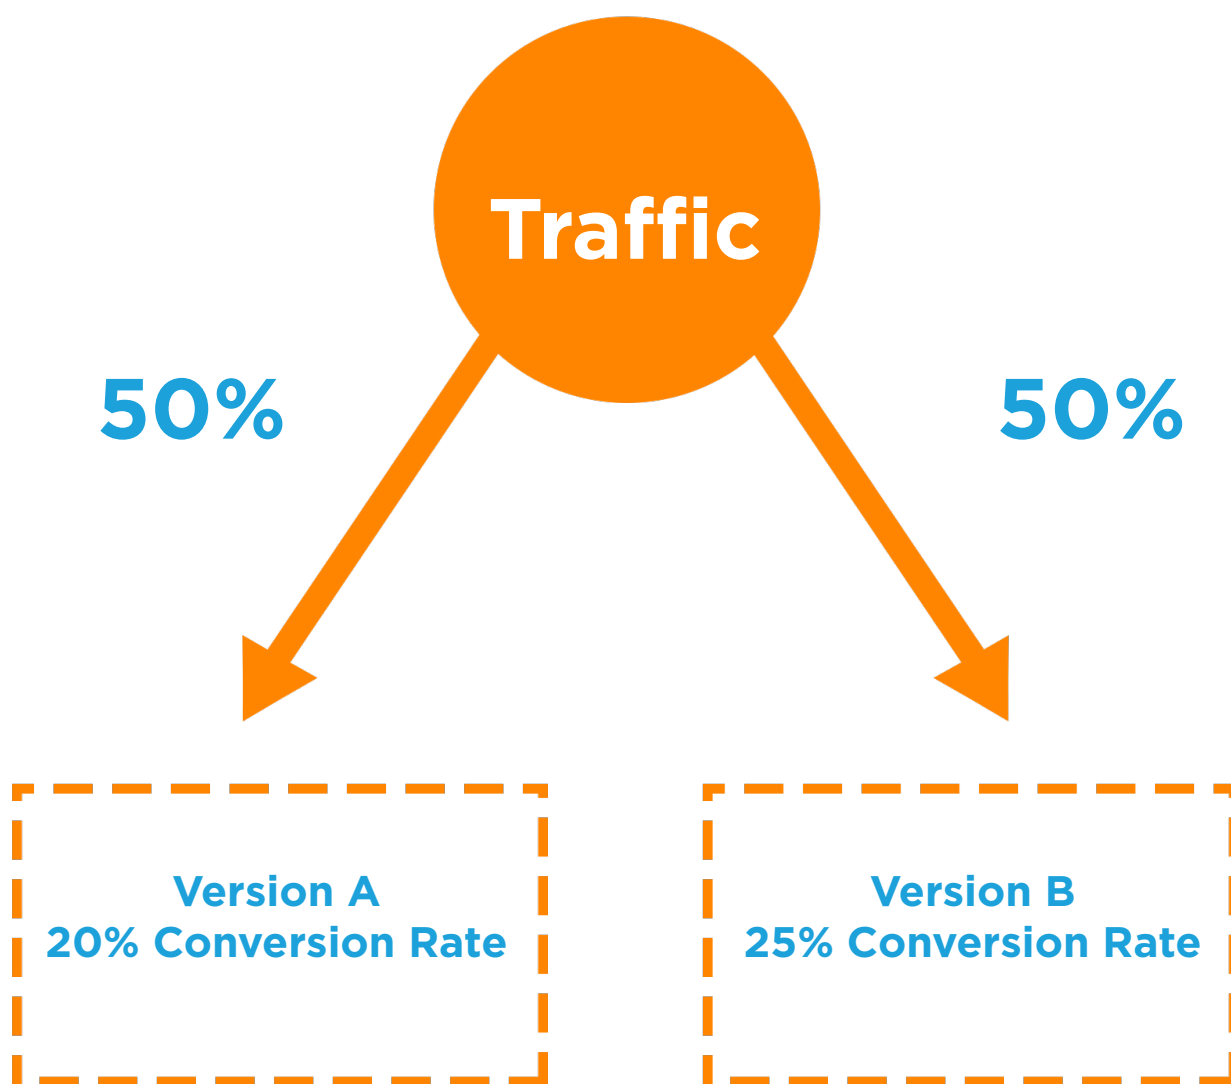 Traffic
50%
50%
Version A
20% Conversion Rate
Version B
25% Conversion Rate